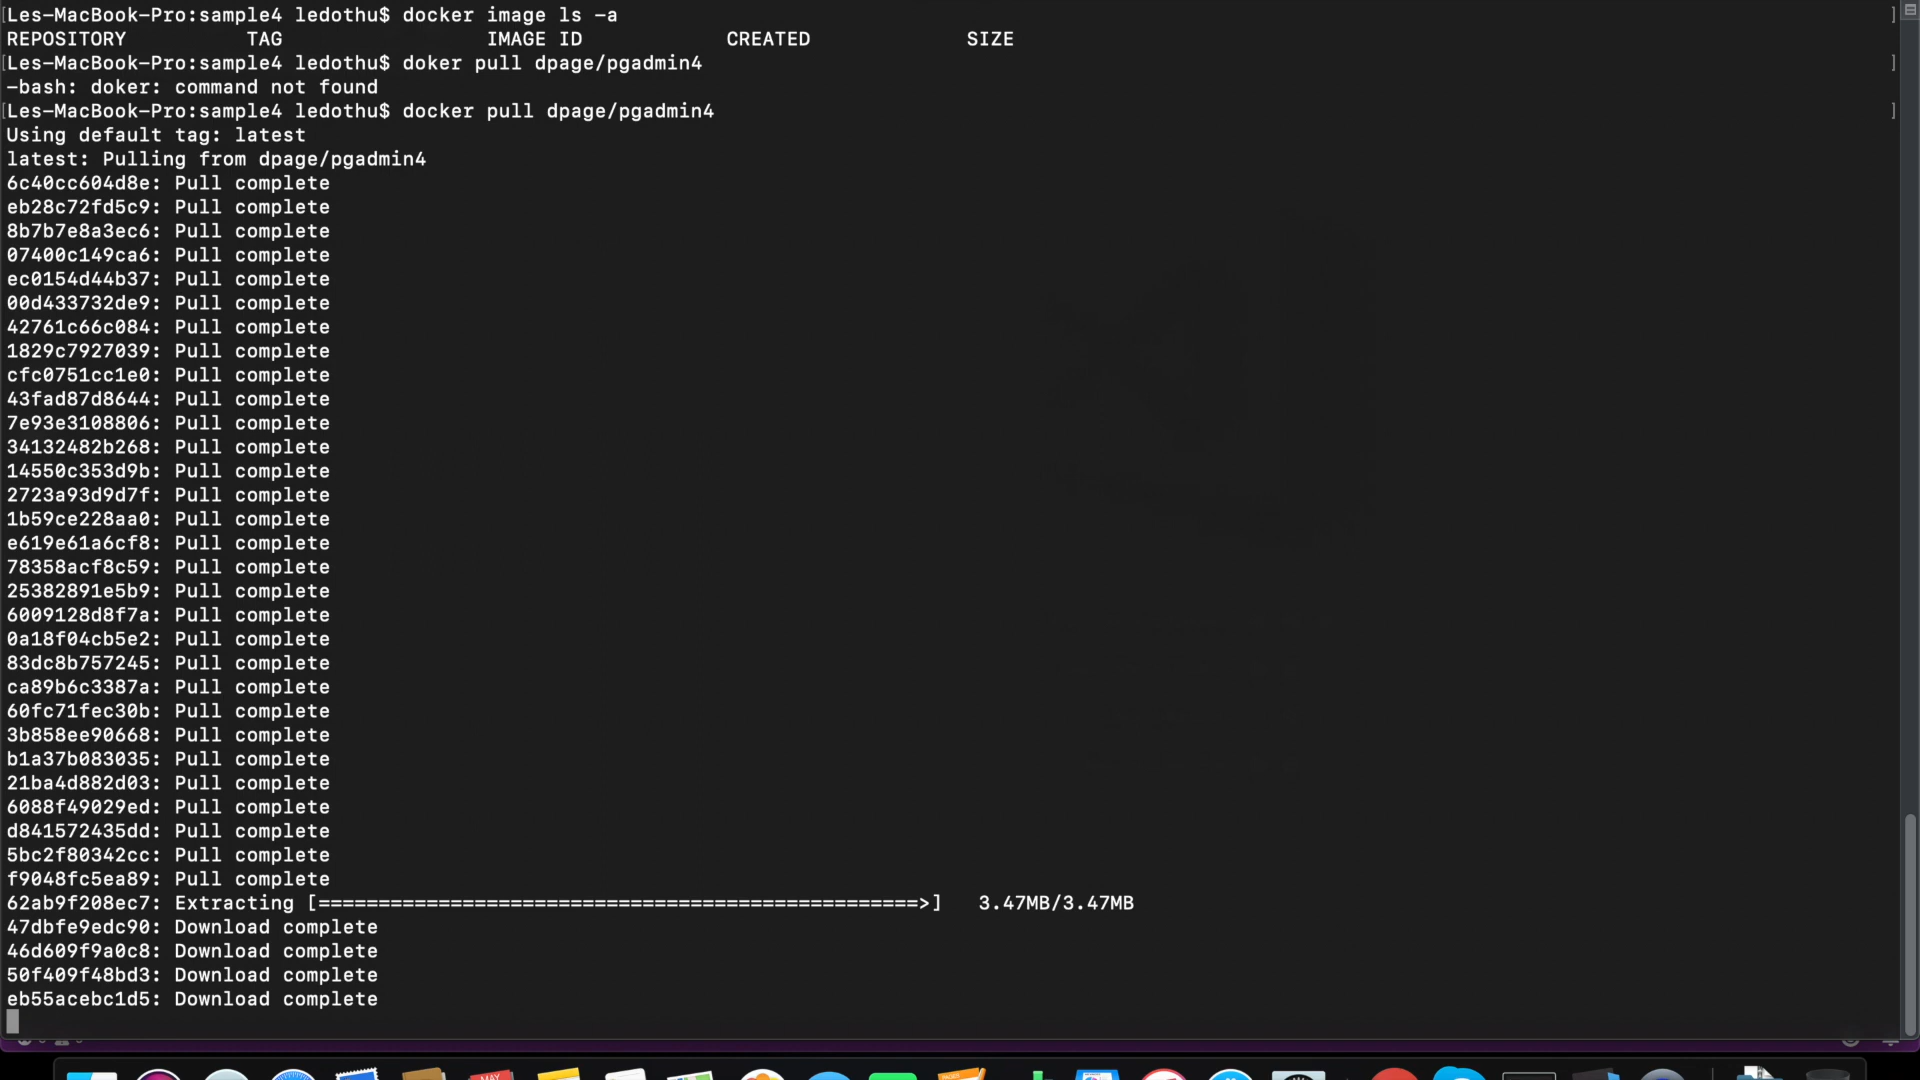 [Les-MacBook-Pro:sample4 ledothu$ docker image ls -a ]
REPOSITORY TAG IMAGE ID CREATED SIZE
[Les-MacBook-Pro:sample4 ledothu$ doker pull dpage/pgadmin4 ]
-bash: doker: command not found
[Les-MacBook-Pro:sample4 ledothu$ docker pull dpage/pgadmin4 ]
Using default tag: latest
latest: Pulling from dpage/pgadmin4
6c40cc604d8e: Pull complete
eb28c72fd5c9: Pull complete
8b7b7e8a3ec6: Pull complete
07400c149ca6: Pull complete
ec0154d44b37: Pull complete
00d433732de9: Pull complete
42761c66c084: Pull complete
1829c7927039: Pull complete
cfc0751cc1e0: Pull complete
43fad87d8644: Pull complete
7e93e3108806: Pull complete
34132482b268: Pull complete
14550c353d9b: Pull complete
2723a93d9d7f: Pull complete
1b59ce228aa0: Pull complete
e619e61a6cf8: Pull complete
78358acf8c59: Pull complete
25382891e5b9: Pull complete
6009128d8f7a: Pull complete
0a18f04cb5e2: Pull complete
83dc8b757245: Pull complete
ca89b6c3387a: Pull complete
60fc71fec30b: Pull complete
3b858ee90668: Pull complete
b1a37b083035: Pull complete
21ba4d882d03: Pull complete
6088f49029ed: Pull complete
d841572435dd: Pull complete
5bc2f80342cc: Pull complete
f9048fc5ea89: Pull complete
62ab9f208ec7: Extracting [==================================================>] 3.47MB/3.47MB
47dbfe9edc90: Download complete
46d609f9a0c8: Download complete
50f409f48bd3: Download complete
eb55acebc1d5: Download complete
MAY
PAGES